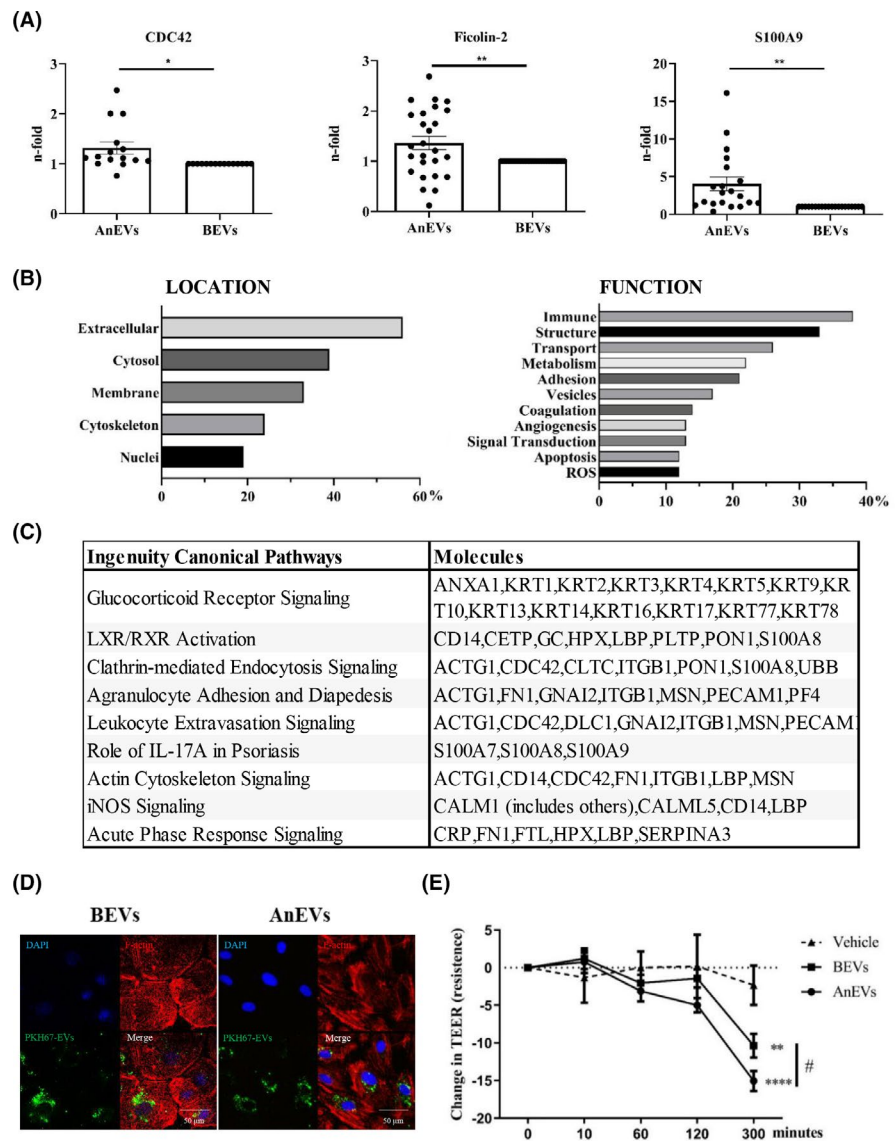 (A)
CDC42
*
n-fold
3
2
1
0
AnEVs BEVs
Ficolin-2
**
n-fold
3
2
1
0
AnEVs BEVs
S100A9
**
n-fold
20
15
10
5
0
AnEVs BEVs
(B)
LOCATION
Extracellular
Cytosol
Membrane
Cytoskeleton
Nuclei
0 20 40 60%
FUNCTION
Immune
Structure
Transport
Metabolism
Adhesion
Vesicles
Coagulation
Angiogenesis
Signal Transduction
Apoptosis
ROS
0 10 20 30 40%
(C)
Ingenuity Canonical Pathways Molecules
Glucocorticoid Receptor Signaling ANXA1,KRT1,KRT2,KRT3,KRT4,KRT5,KRT9,KR
T10,KRT13,KRT14,KRT16,KRT17,KRT77,KRT78
LXR/RXR Activation CD14,CETP,GC,HPX,LBP,PLTP,PON1,S100A8
Clathrin-mediated Endocytosis Signaling ACTG1,CDC42,CLTC,ITGB1,PON1,S100A8,UBB
Agranulocyte Adhesion and Diapedesis ACTG1,FN1,GNAI2,ITGB1,MSN,PECAM1,PF4
Leukocyte Extravasation Signaling ACTG1,CDC42,DLC1,GNAI2,ITGB1,MSN,PECAM1
Role of IL-17A in Psoriasis S100A7,S100A8,S100A9
Actin Cytoskeleton Signaling ACTG1,CD14,CDC42,FN1,ITGB1,LBP,MSN
iNOS Signaling CALM1 (includes others),CALML5,CD14,LBP
Acute Phase Response Signaling CRP,FN1,FTL,HPX,LBP,SERPINA3
(D)
BEVs AnEVs
DAPI F-actin DAPI F-actin
PKH67-EVs Merge PKH67-EVs Merge
50 μm 50 μm
(E)
Change in TEER (resistence)
5
0
-5
-10
-15
-20
0 10 60 120 300 minutes
Vehicle
BEVs
AnEVs
**
****
#